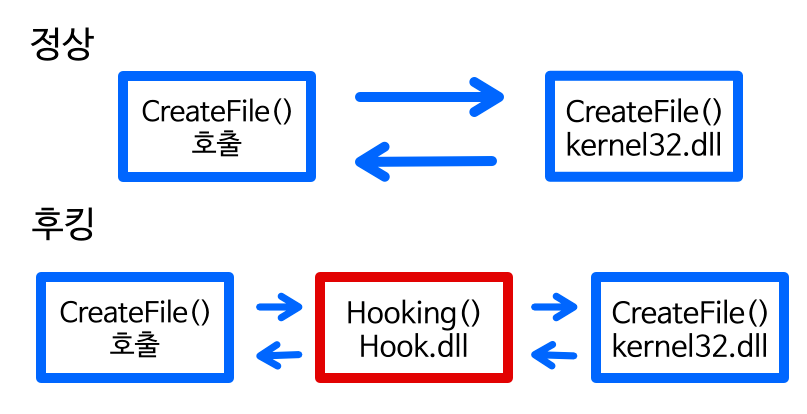 정상
CreateFile()
호출
CreateFile()
kernel32.dll
후킹
CreateFile()
호출
Hooking()
Hook.dll
CreateFile()
kernel32.dll